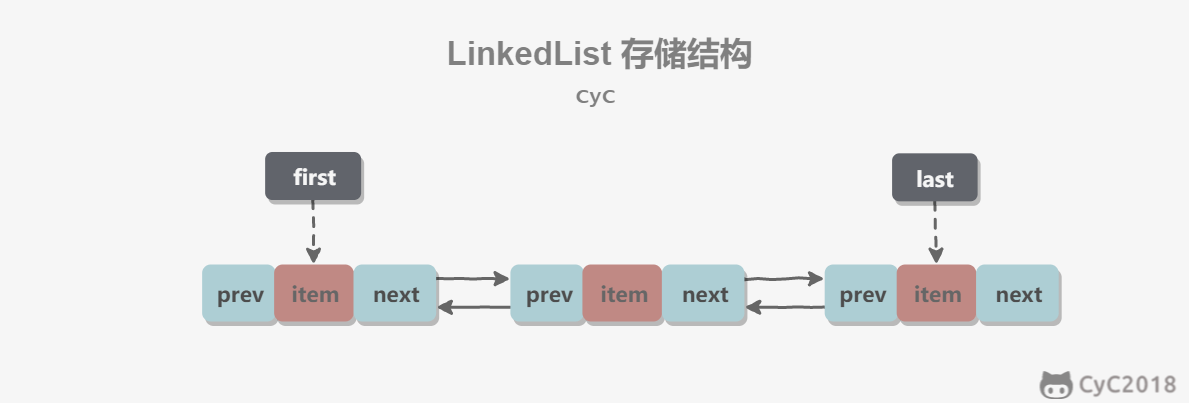 LinkedList 存储结构
CyC
first
last
prev item next prev item next prev item next
CyC2018